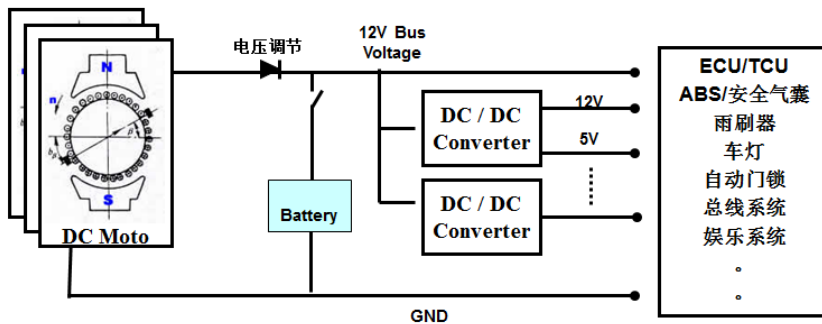 电压调节
12V Bus
Voltage
N
n
S
DC Moto
Battery
DC / DC
Converter
DC / DC
Converter
12V
5V
GND
ECU/TCU
ABS/安全气囊
雨刷器
车灯
自动门锁
总线系统
娱乐系统
。
。